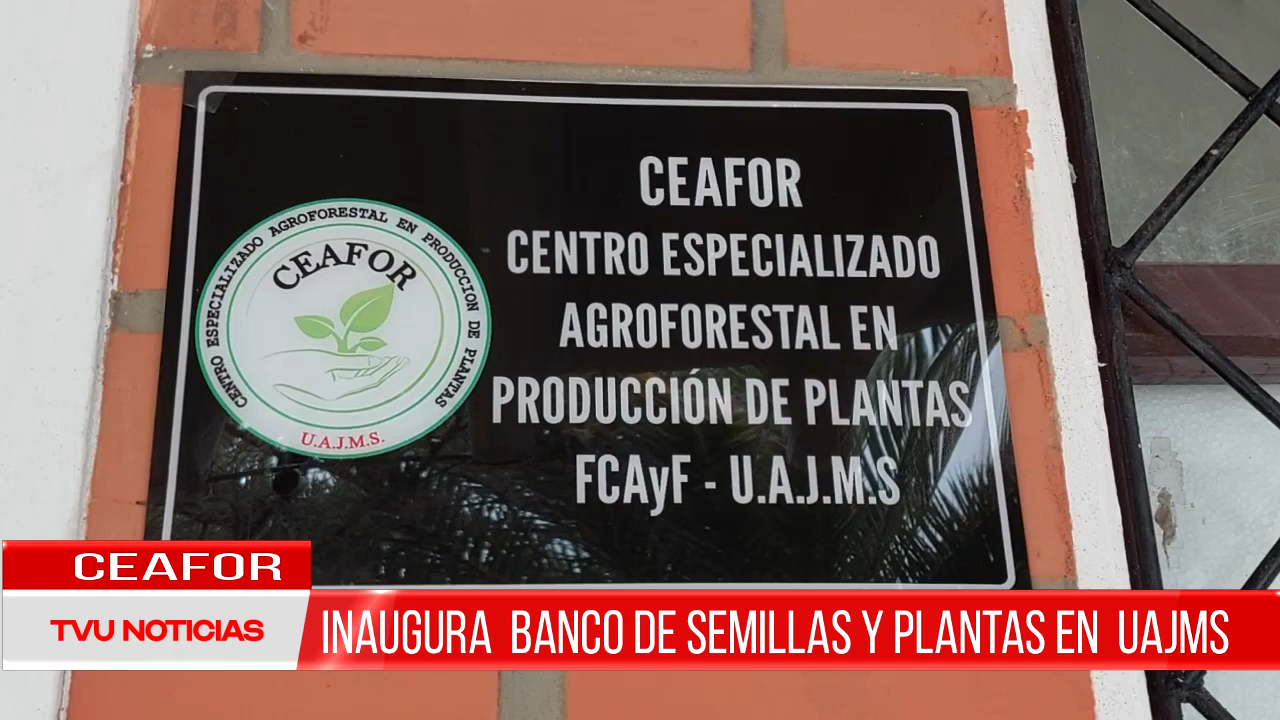 CEAFOR
CENTRO ESPECIALIZADO
AGROFORESTAL EN
PRODUCCIÓN DE PLANTAS
FCAyF - U.A.J.M.S
CENTRO ESPECIALIZADO AGROFORESTAL EN PRODUCCION DE PLANTAS
CEAFOR
U.A.J.M.S.
CEAFOR
TVU NOTICIAS
INAUGURA BANCO DE SEMILLAS Y PLANTAS EN UAJMS